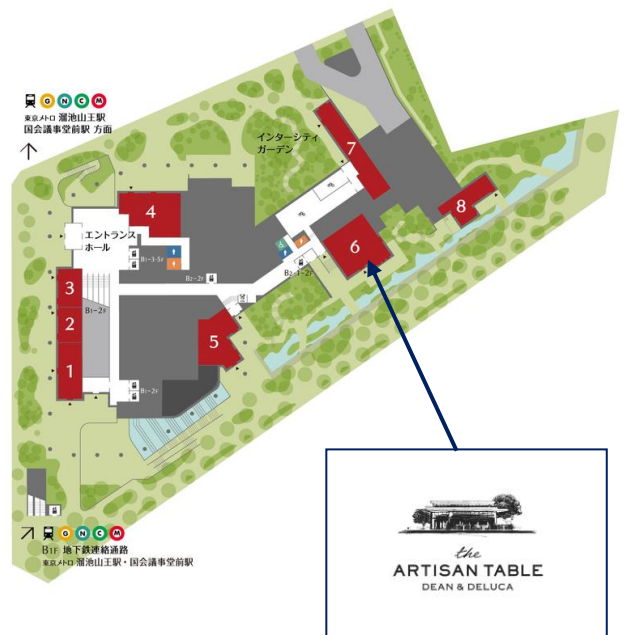 G N C M
東京メトロ 溜池山王駅
国会議事堂前駅 方面
インターシティ
ガーデン
7
8
4
エントランス
ホール
B1-3-5F
6
B2-2F
B2-1-2F
3
B1-2F
2
5
1
B1-2F
G N C M
B1F 地下鉄連絡通路
東京メトロ 溜池山王駅・国会議事堂前駅
the
ARTISAN TABLE
DEAN & DELUCA